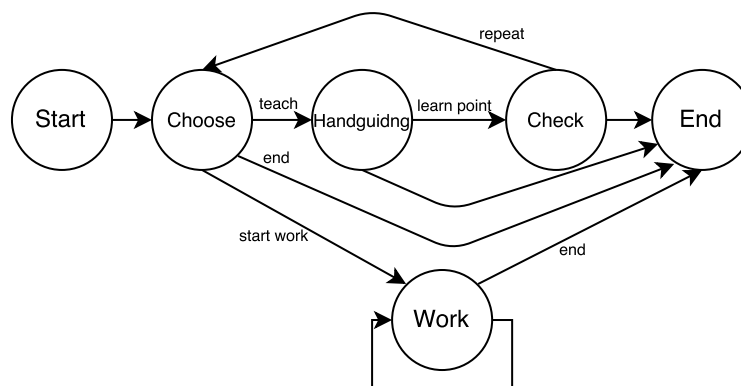 repeat
Start
Choose
teach
Handguidng
learn point
Check
End
end
start work
end
Work